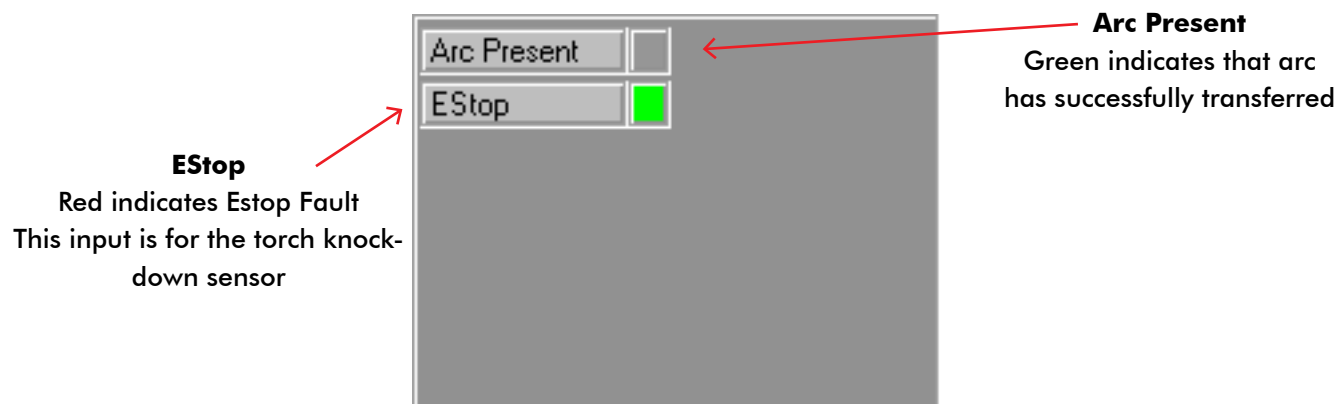 Arc Present
EStop
Arc Present
Green indicates that arc
has successfully transferred
EStop
Red indicates Estop Fault
This input is for the torch knock-
down sensor